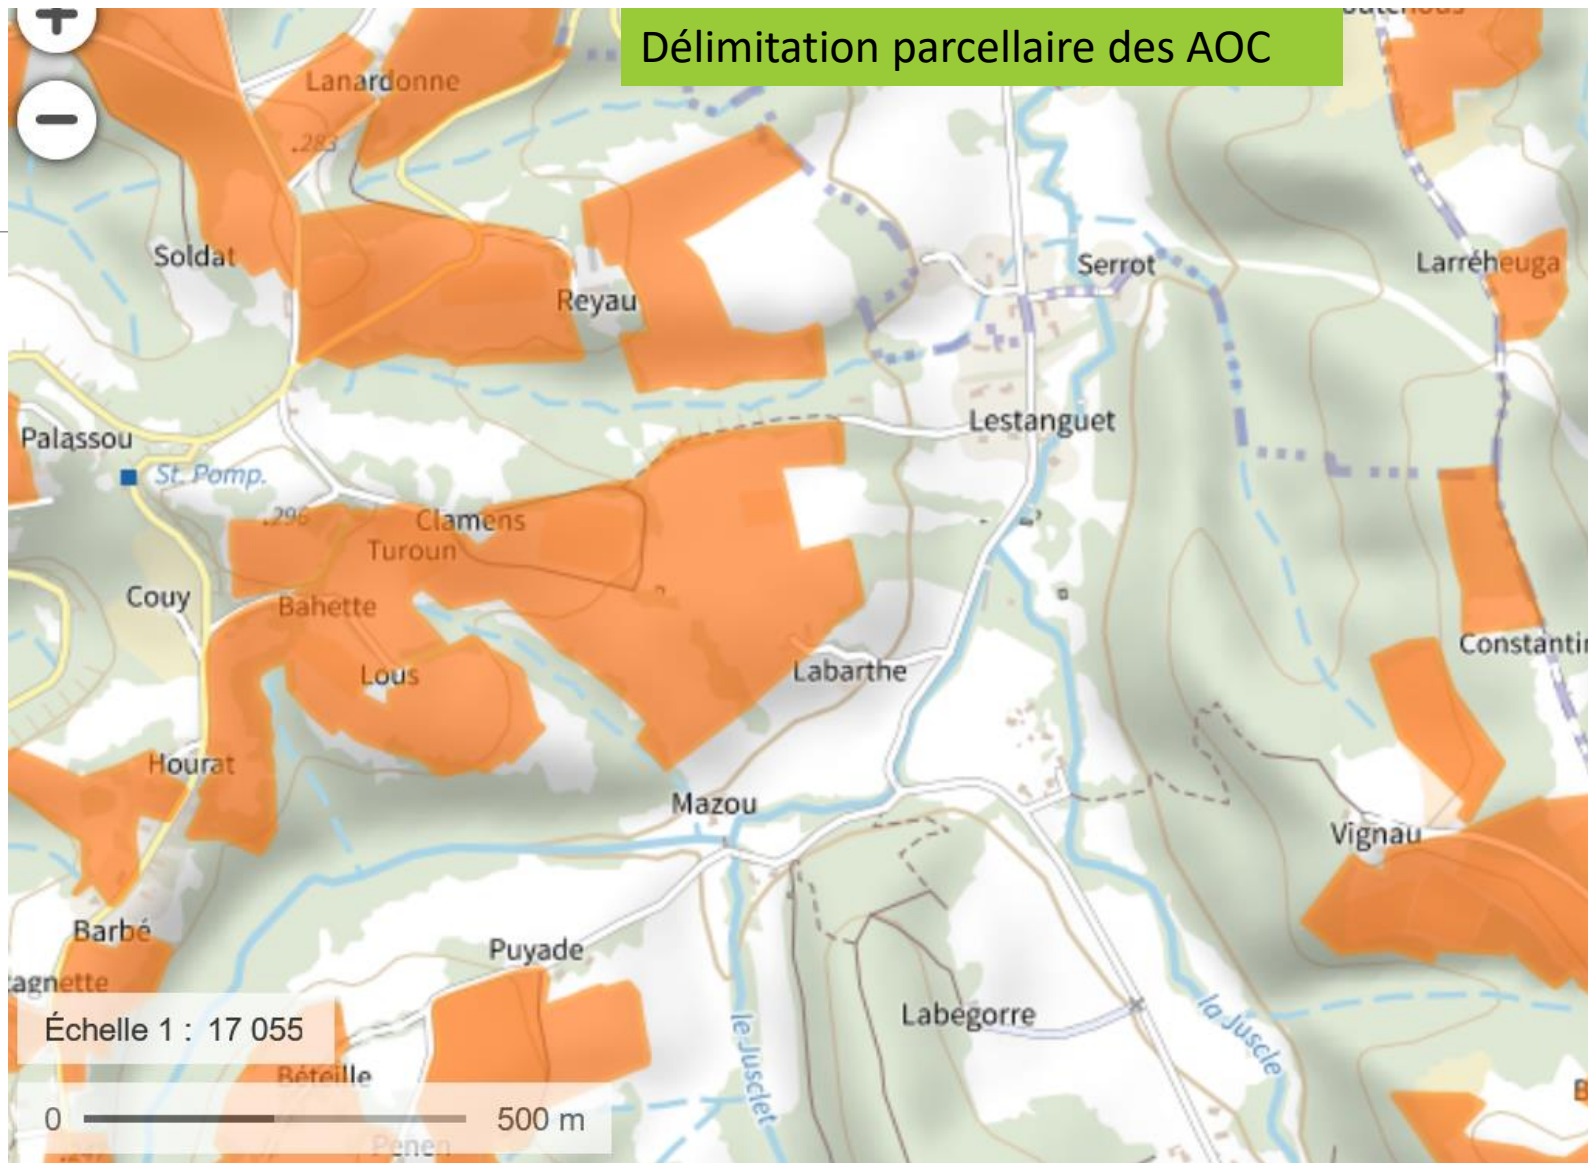 Délimitation parcellaire des AOC
+
−
Lanardonne
.283
Soldat
Serrot
Larréheuga
Reyau
Lestanguet
Palassou
St. Pomp.
.296
Clamens
Turoun
Couy
Bahette
Constantin
Lous
Labarthe
Hourat
Mazou
Vignau
Barbé
Puyade
agnette
Labégorre
la Juscle
le Jusclet
Échelle 1 : 17 055
Béteille
0 500 m
Penen
B